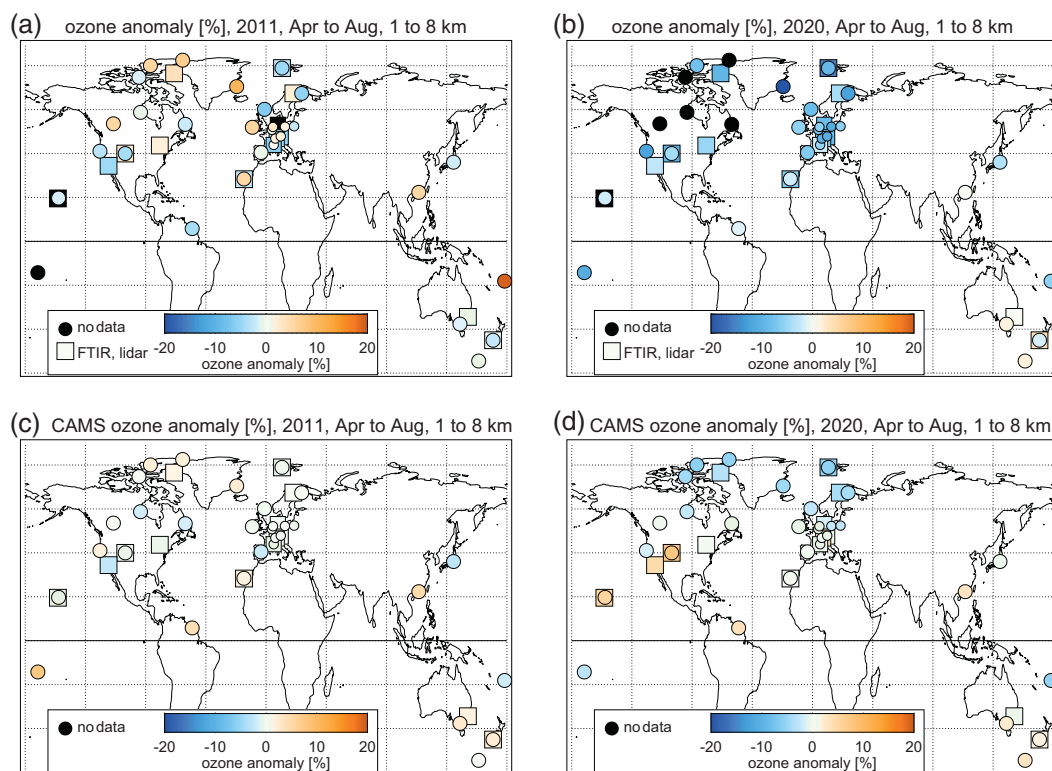 (a) ozone anomaly [%], 2011, Apr to Aug, 1 to 8 km
no data
FTIR, lidar
-20 -10 0 10 20
ozone anomaly [%]
(b) ozone anomaly [%], 2020, Apr to Aug, 1 to 8 km
no data
FTIR, lidar
-20 -10 0 10 20
ozone anomaly [%]
(c) CAMS ozone anomaly [%], 2011, Apr to Aug, 1 to 8 km
no data
-20 -10 0 10 20
ozone anomaly [%]
(d) CAMS ozone anomaly [%], 2020, Apr to Aug, 1 to 8 km
no data
-20 -10 0 10 20
ozone anomaly [%]